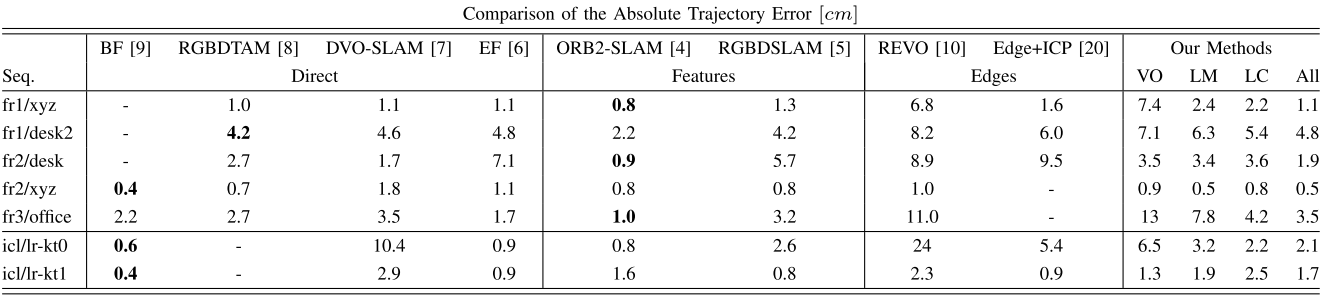 Comparison of the Absolute Trajectory Error [cm]
BF [9] RGBDTAM [8] DVO-SLAM [7] EF [6] ORB2-SLAM [4] RGBDSLAM [5] REVO [10] Edge+ICP [20] Our Methods
Seq. Direct Features Edges VO LM LC All
fr1/xyz - 1.0 1.1 1.1 0.8 1.3 6.8 1.6 7.4 2.4 2.2 1.1
fr1/desk2 - 4.2 4.6 4.8 2.2 4.2 8.2 6.0 7.1 6.3 5.4 4.8
fr2/desk - 2.7 1.7 7.1 0.9 5.7 8.9 9.5 3.5 3.4 3.6 1.9
fr2/xyz 0.4 0.7 1.8 1.1 0.8 0.8 1.0 - 0.9 0.5 0.8 0.5
fr3/office 2.2 2.7 3.5 1.7 1.0 3.2 11.0 - 13 7.8 4.2 3.5
icl/lr-kt0 0.6 - 10.4 0.9 0.8 2.6 24 5.4 6.5 3.2 2.2 2.1
icl/lr-kt1 0.4 - 2.9 0.9 1.6 0.8 2.3 0.9 1.3 1.9 2.5 1.7